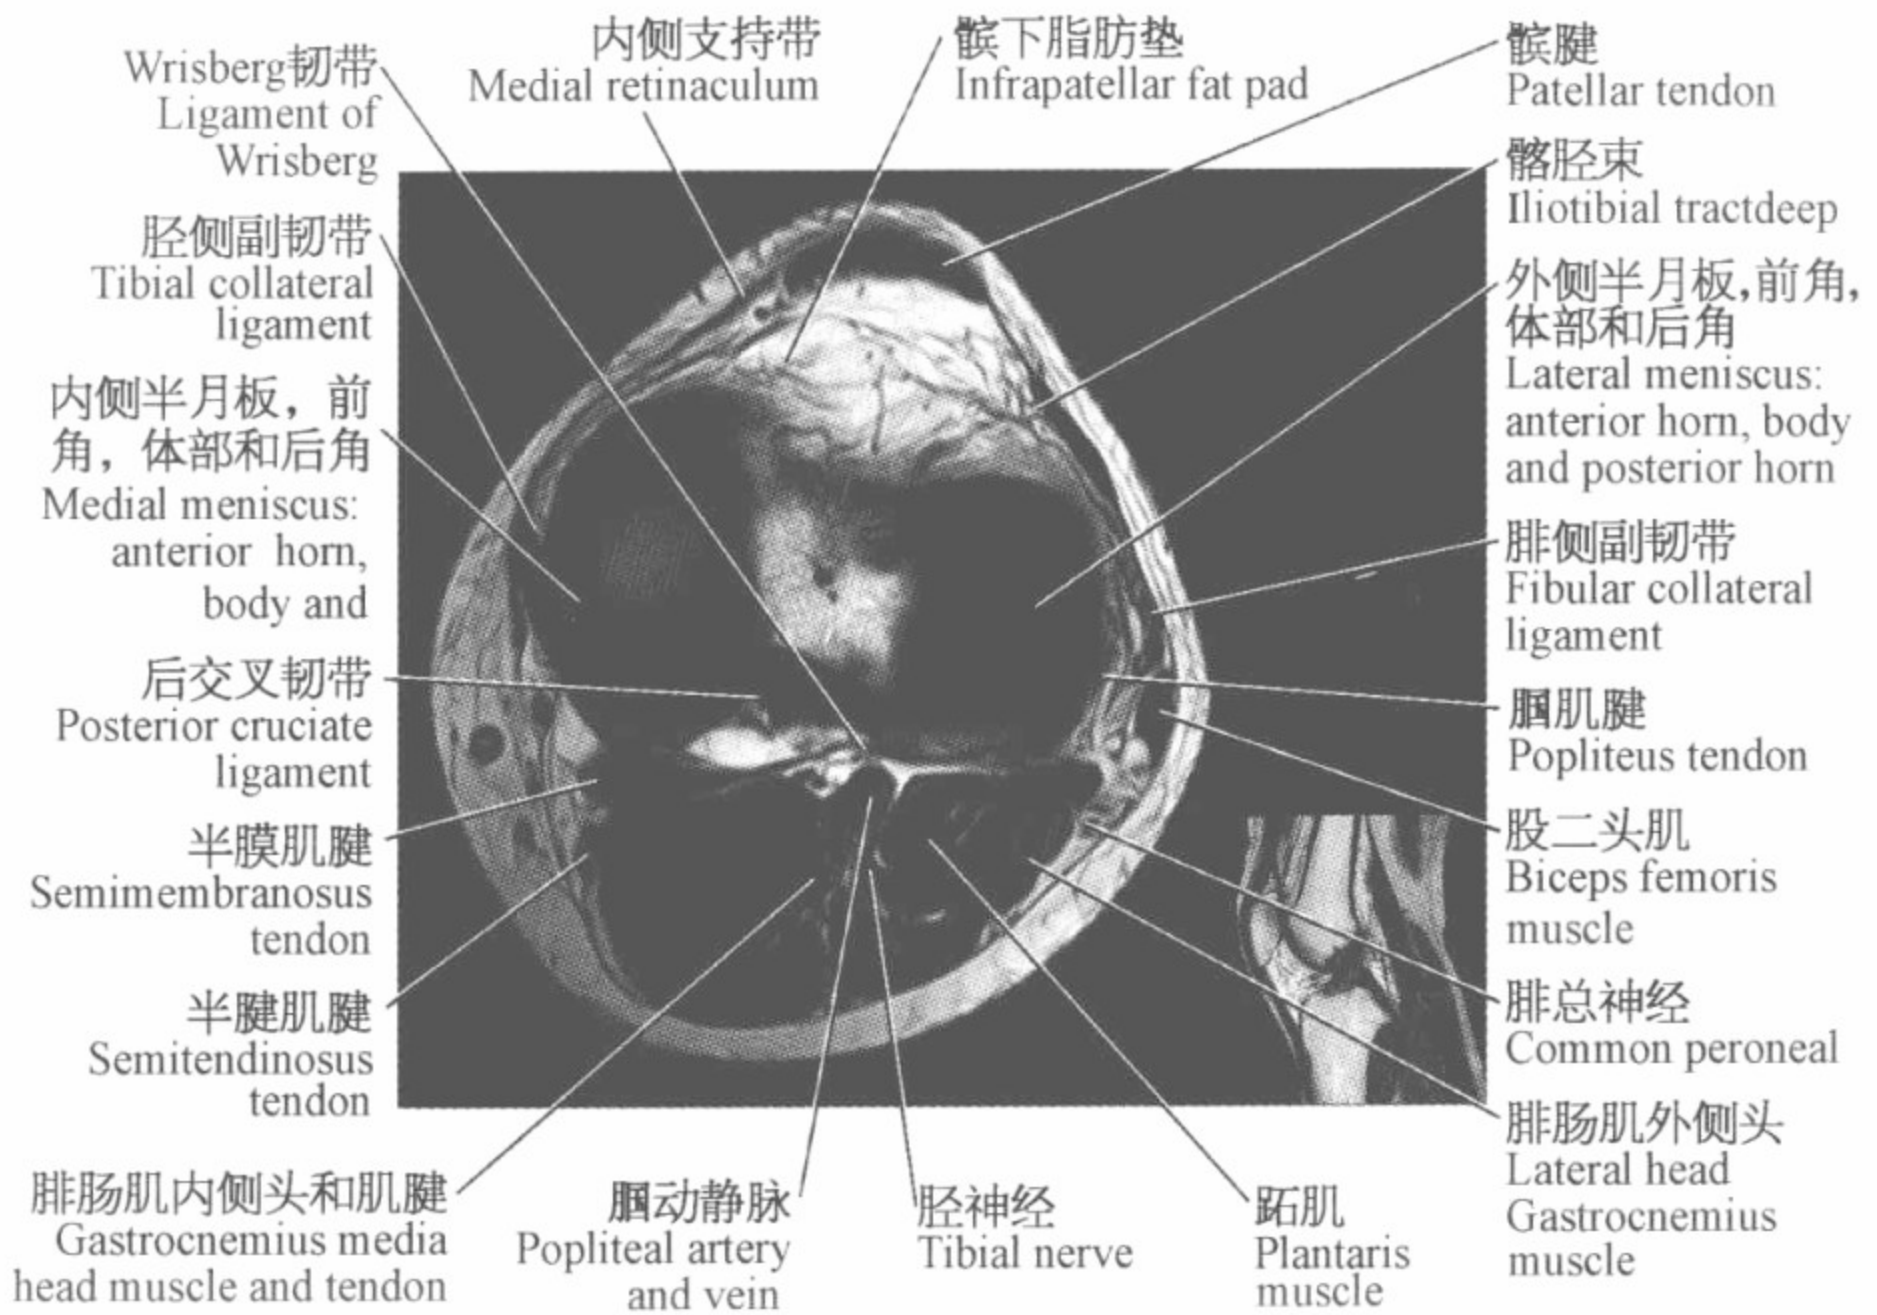 Wrisberg韧带
Ligament of
Wrisberg
胫侧副韧带
Tibial collateral
ligament
内侧半月板，前
角，体部和后角
Medial meniscus:
anterior horn,
body and
后交叉韧带
Posterior cruciate
ligament
半膜肌腱
Semimembranosus
tendon
半腱肌腱
Semitendinosus
tendon
腓肠肌内侧头和肌腱
Gastrocnemius media
head muscle and tendon
内侧支持带
Medial retinaculum
髌下脂肪垫
Infrapatellar fat pad
髌腱
Patellar tendon
髂胫束
Iliotibial tractdeep
外侧半月板，前角，
体部和后角
Lateral meniscus:
anterior horn, body
and posterior horn
腓侧副韧带
Fibular collateral
ligament
腘肌腱
Popliteus tendon
股二头肌
Biceps femoris
muscle
腓总神经
Common peroneal
腓肠肌外侧头
Lateral head
Gastrocnemius
muscle
腘动静脉
Popliteal artery
and vein
胫神经
Tibial nerve
跖肌
Plantaris
muscle